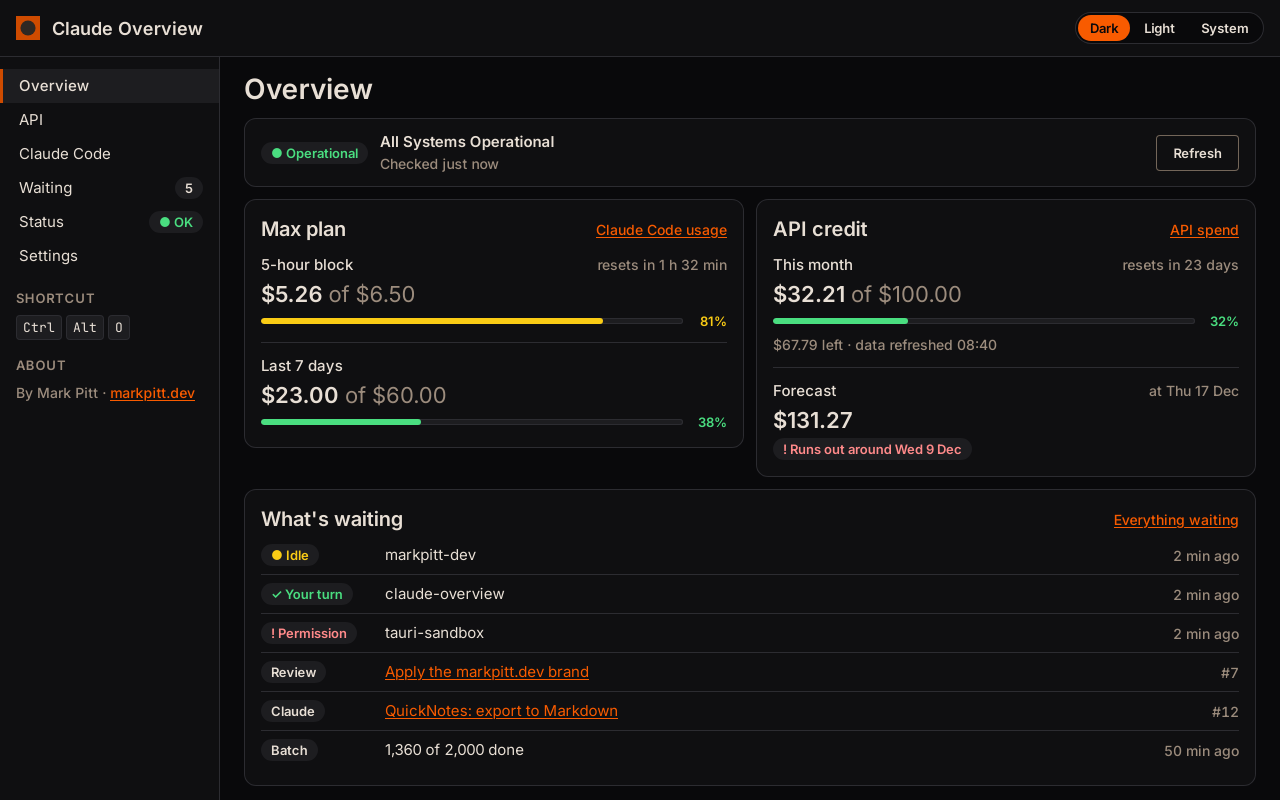 Claude Overview
Dark Light System
Overview
API
Claude Code
Waiting 5
Status OK
Settings
SHORTCUT
Ctrl Alt O
ABOUT
By Mark Pitt · markpitt.dev
Overview
Operational
All Systems Operational
Checked just now
Refresh
Max plan Claude Code usage
5-hour block resets in 1 h 32 min
$5.26 of $6.50
81%
Last 7 days
$23.00 of $60.00
38%
API credit API spend
This month resets in 23 days
$32.21 of $100.00
32%
$67.79 left · data refreshed 08:40
Forecast at Thu 17 Dec
$131.27
! Runs out around Wed 9 Dec
What's waiting Everything waiting
Idle markpitt-dev 2 min ago
✓ Your turn claude-overview 2 min ago
! Permission tauri-sandbox 2 min ago
Review Apply the markpitt.dev brand #7
Claude QuickNotes: export to Markdown #12
Batch 1,360 of 2,000 done 50 min ago